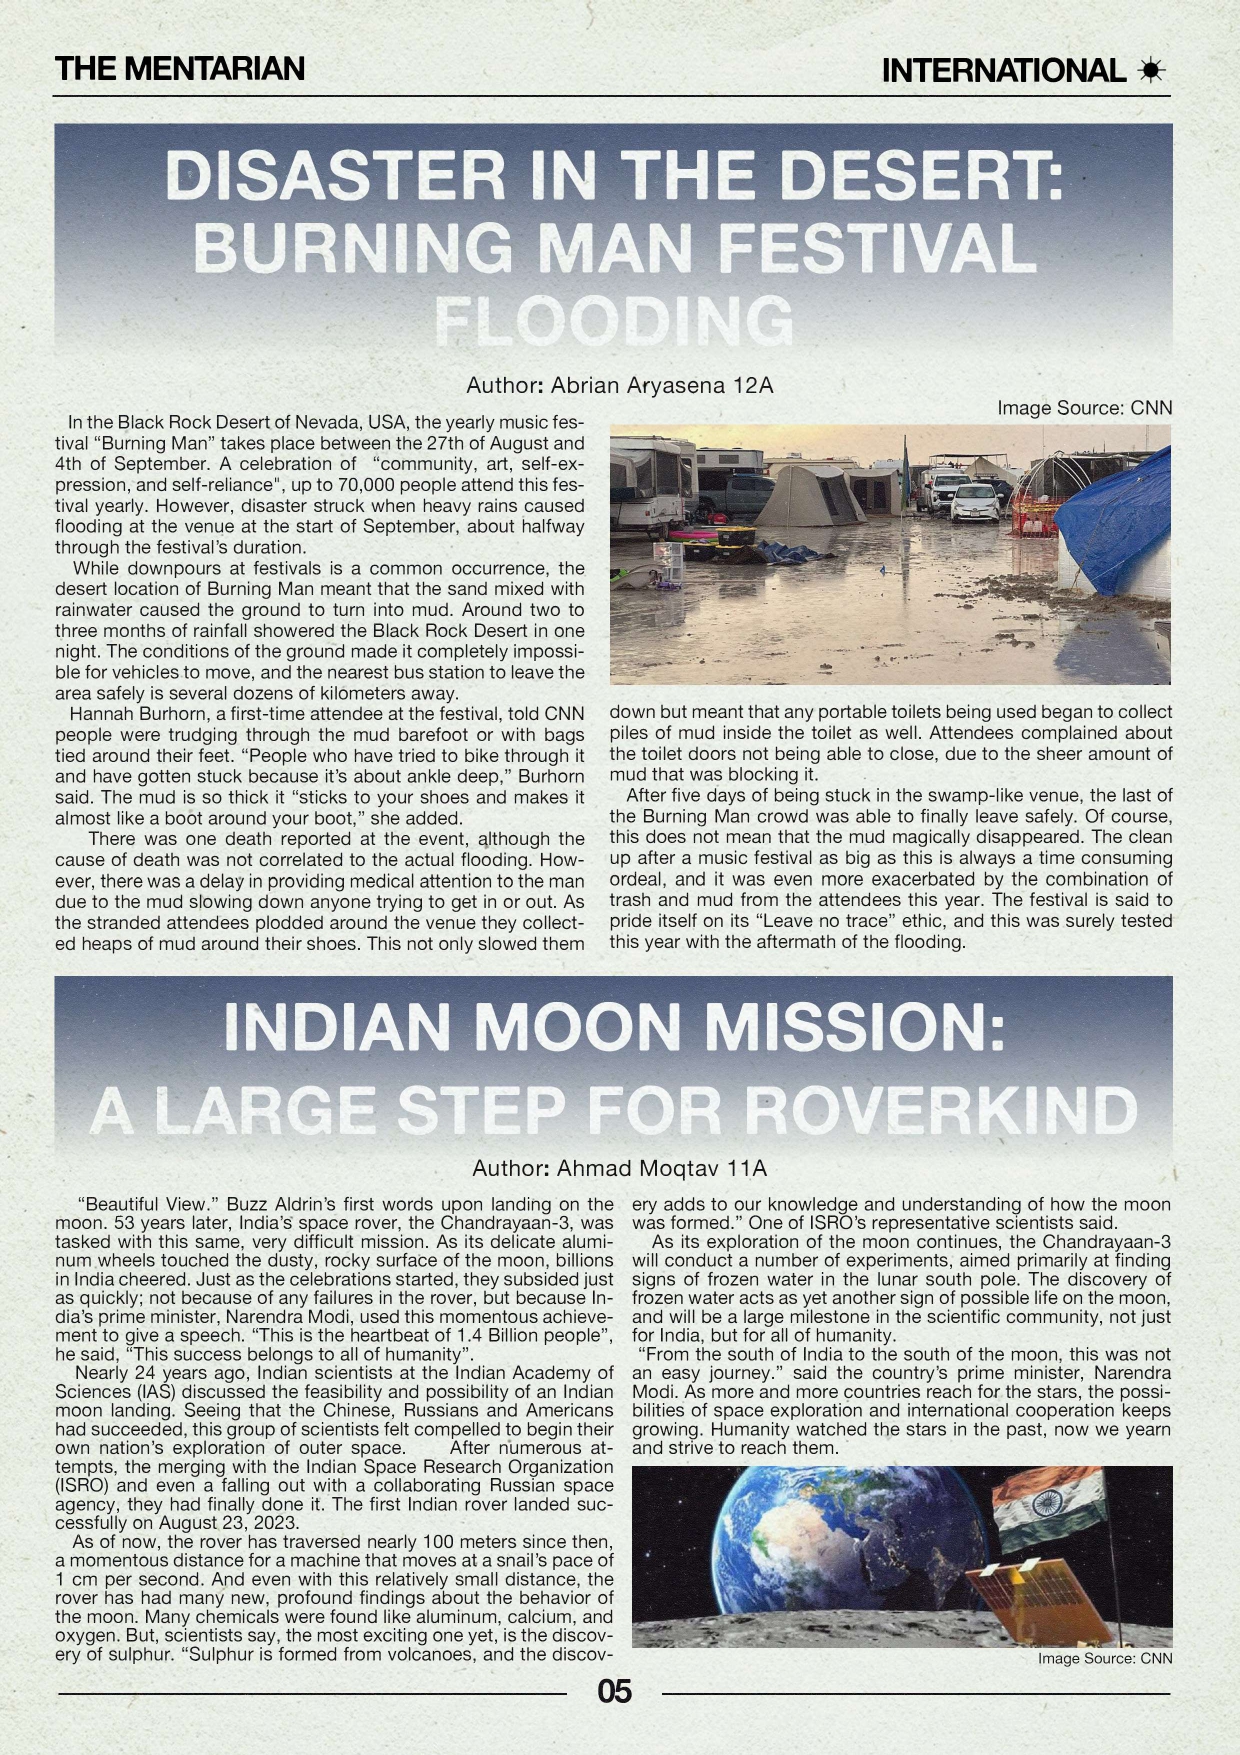 THE MENTARIAN
INTERNATIONAL
DISASTER IN THE DESERT:
BURNING MAN FESTIVAL
FLOODING
Author: Abrian Aryasena 12A
In the Black Rock Desert of Nevada, USA, the yearly music fes-
tival “Burning Man” takes place between the 27th of August and
4th of September. A celebration of “community, art, self-ex-
pression, and self-reliance", up to 70,000 people attend this fes-
tival yearly. However, disaster struck when heavy rains caused
flooding at the venue at the start of September, about halfway
through the festival’s duration.
While downpours at festivals is a common occurrence, the
desert location of Burning Man meant that the sand mixed with
rainwater caused the ground to turn into mud. Around two to
three months of rainfall showered the Black Rock Desert in one
night. The conditions of the ground made it completely impossi-
ble for vehicles to move, and the nearest bus station to leave the
area safely is several dozens of kilometers away.
Hannah Burhorn, a first-time attendee at the festival, told CNN
people were trudging through the mud barefoot or with bags
tied around their feet. “People who have tried to bike through it
and have gotten stuck because it’s about ankle deep,” Burhorn
said. The mud is so thick it “sticks to your shoes and makes it
almost like a boot around your boot,” she added.
There was one death reported at the event, although the
cause of death was not correlated to the actual flooding. How-
ever, there was a delay in providing medical attention to the man
due to the mud slowing down anyone trying to get in or out. As
the stranded attendees plodded around the venue they collect-
ed heaps of mud around their shoes. This not only slowed them
Image Source: CNN
down but meant that any portable toilets being used began to collect
piles of mud inside the toilet as well. Attendees complained about
the toilet doors not being able to close, due to the sheer amount of
mud that was blocking it.
After five days of being stuck in the swamp-like venue, the last of
the Burning Man crowd was able to finally leave safely. Of course,
this does not mean that the mud magically disappeared. The clean
up after a music festival as big as this is always a time consuming
ordeal, and it was even more exacerbated by the combination of
trash and mud from the attendees this year. The festival is said to
pride itself on its “Leave no trace” ethic, and this was surely tested
this year with the aftermath of the flooding.
INDIAN MOON MISSION:
A LARGE STEP FOR ROVERKIND
Author: Ahmad Moqtav 11A
“Beautiful View.” Buzz Aldrin’s first words upon landing on the
moon. 53 years later, India’s space rover, the Chandrayaan-3, was
tasked with this same, very difficult mission. As its delicate alumi-
num wheels touched the dusty, rocky surface of the moon, billions
in India cheered. Just as the celebrations started, they subsided just
as quickly; not because of any failures in the rover, but because In-
dia’s prime minister, Narendra Modi, used this momentous achieve-
ment to give a speech. “This is the heartbeat of 1.4 Billion people”,
he said, “This success belongs to all of humanity”.
Nearly 24 years ago, Indian scientists at the Indian Academy of
Sciences (IAS) discussed the feasibility and possibility of an Indian
moon landing. Seeing that the Chinese, Russians and Americans
had succeeded, this group of scientists felt compelled to begin their
own nation’s exploration of outer space. After numerous at-
tempts, the merging with the Indian Space Research Organization
(ISRO) and even a falling out with a collaborating Russian space
agency, they had finally done it. The first Indian rover landed suc-
cessfully on August 23, 2023.
As of now, the rover has traversed nearly 100 meters since then,
a momentous distance for a machine that moves at a snail’s pace of
1 cm per second. And even with this relatively small distance, the
rover has had many new, profound findings about the behavior of
the moon. Many chemicals were found like aluminum, calcium, and
oxygen. But, scientists say, the most exciting one yet, is the discov-
ery of sulphur. “Sulphur is formed from volcanoes, and the discov-
ery adds to our knowledge and understanding of how the moon
was formed.” One of ISRO’s representative scientists said.
As its exploration of the moon continues, the Chandrayaan-3
will conduct a number of experiments, aimed primarily at finding
signs of frozen water in the lunar south pole. The discovery of
frozen water acts as yet another sign of possible life on the moon,
and will be a large milestone in the scientific community, not just
for India, but for all of humanity.
“From the south of India to the south of the moon, this was not
an easy journey.” said the country’s prime minister, Narendra
Modi. As more and more countries reach for the stars, the possi-
bilities of space exploration and international cooperation keeps
growing. Humanity watched the stars in the past, now we yearn
and strive to reach them.
Image Source: CNN
05